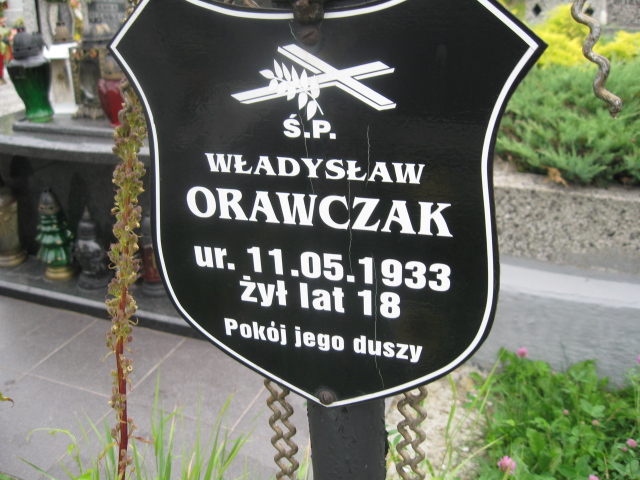 Ś.P.
WŁADYSŁAW
ORAWCZAK
ur. 11.05.1933
żył lat 18
Pokój jego duszy